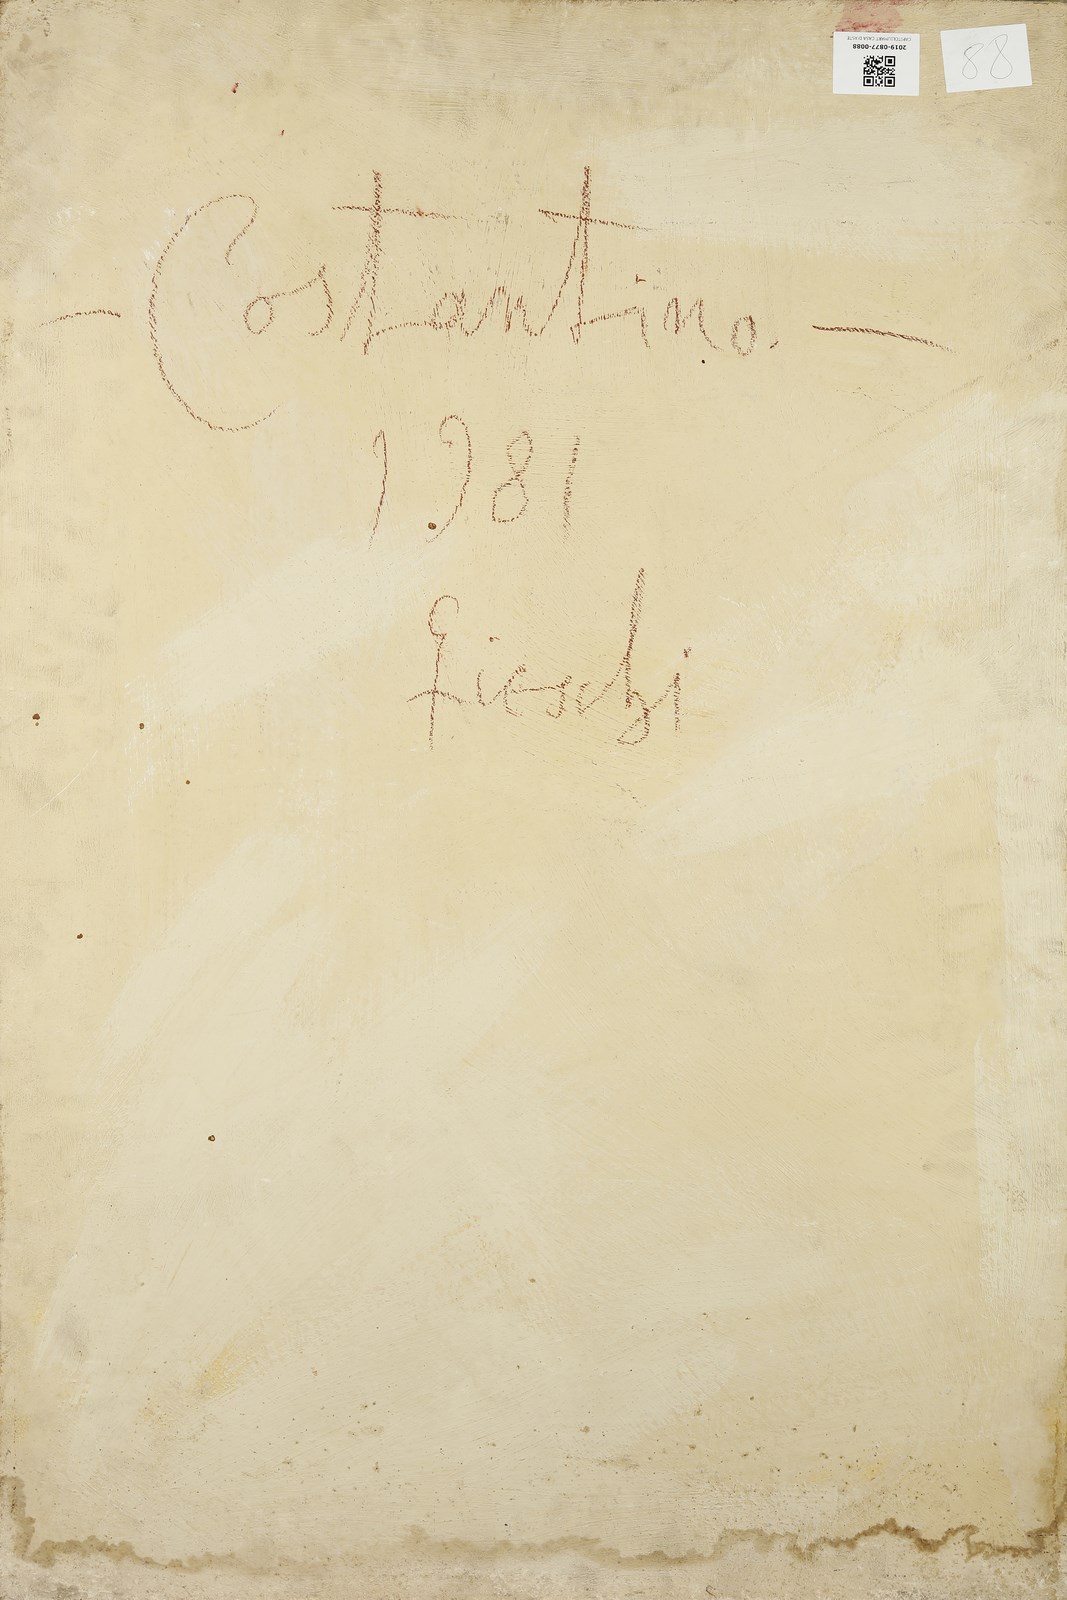 — Costantino. —
1981
Fieschi
2019-0877-0088
88